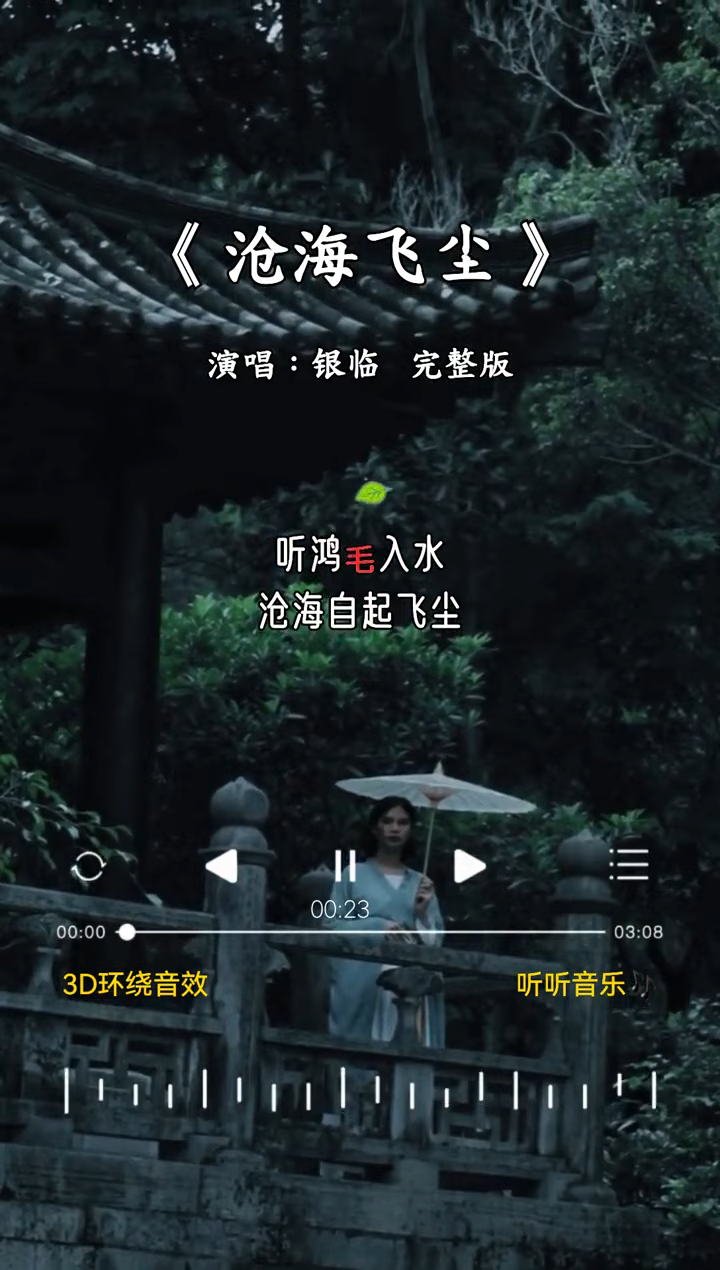 《沧海飞尘》
演唱：银临 完整版
听鸿毛入水
沧海自起飞尘
00:23
00:00 03:08
3D环绕音效 听听音乐🎶